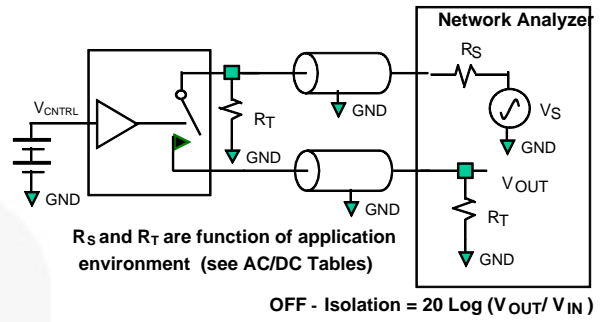 Network Analyzer
RS
VCNTRL
RT
GND
VS
GND
GND
GND
VOUT
GND
GND
RT
RS and RT are function of application
environment (see AC/DC Tables)
GND
OFF - Isolation = 20 Log (VOUT/ VIN )